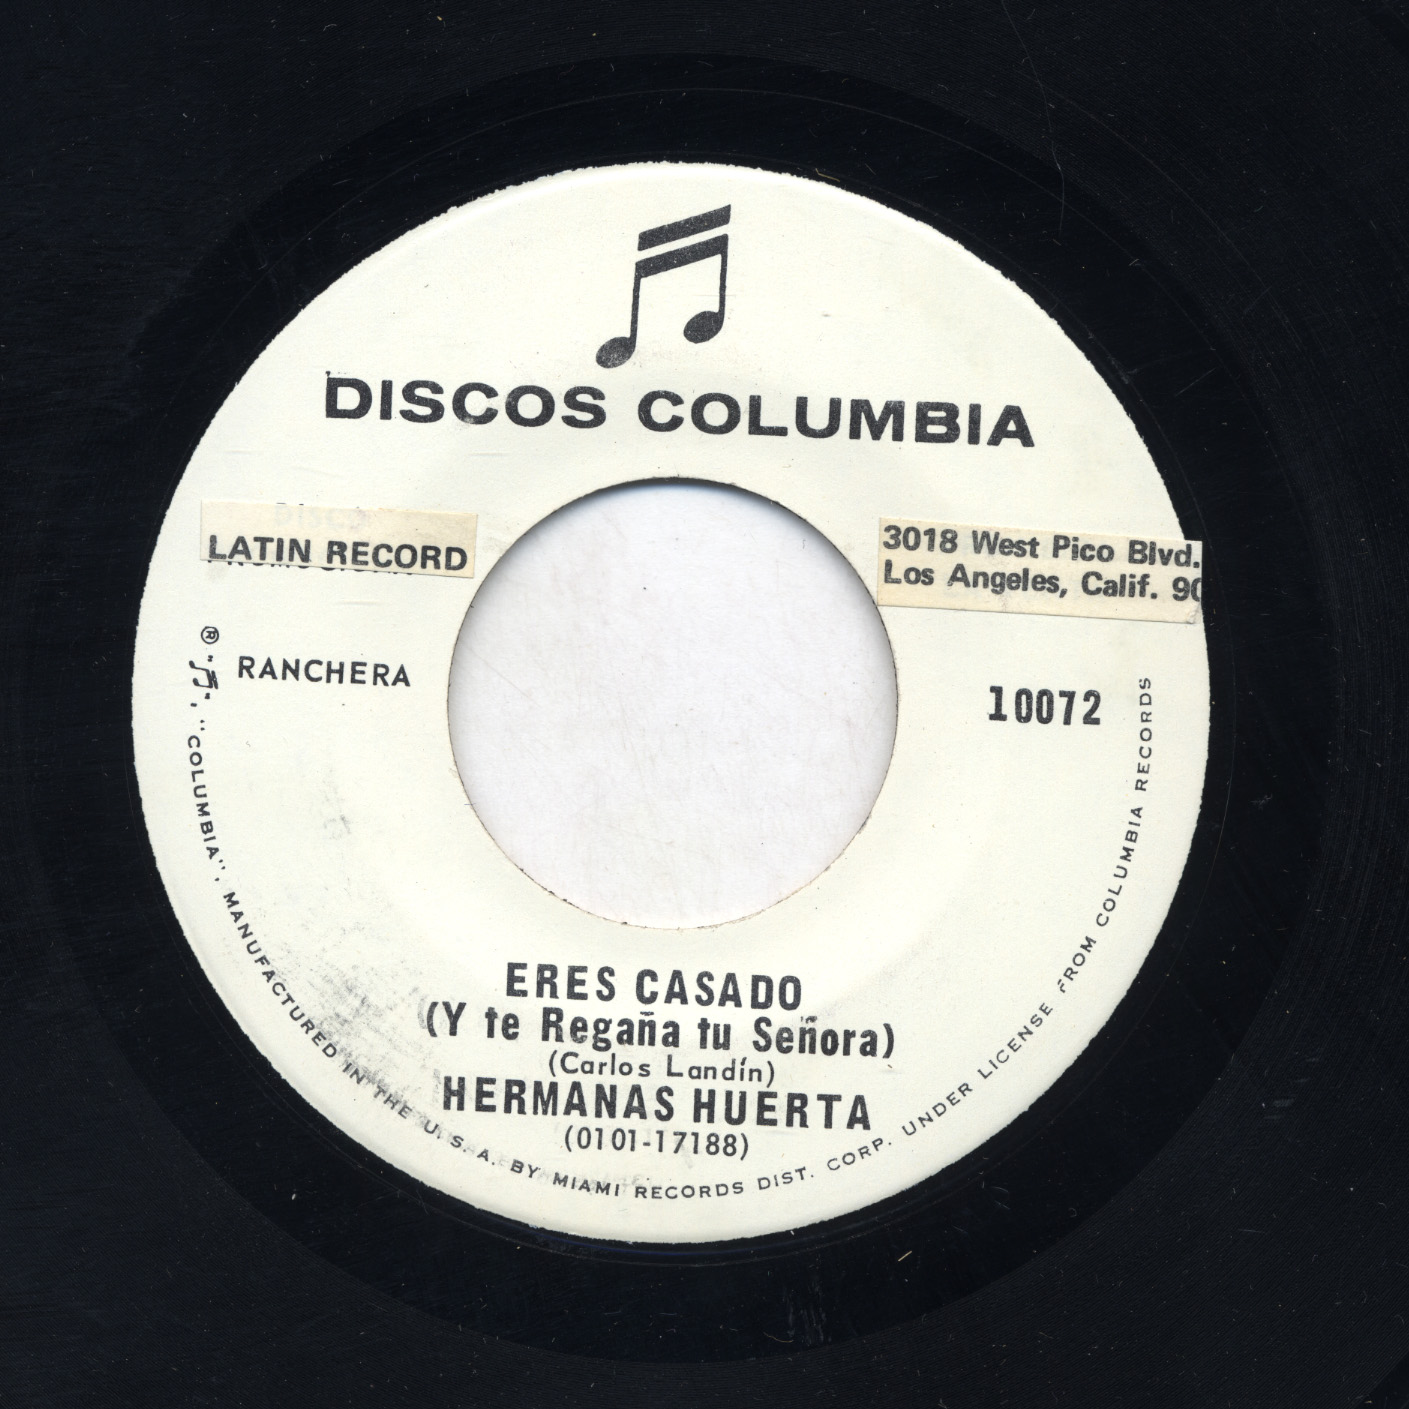 DISCOS COLUMBIA
LATIN RECORD
3018 West Pico Blvd.
Los Angeles, Calif.
RANCHERA
10072
ERES CASADO
(Y te Regaña tu Señora)
(Carlos Landín)
HERMANAS HUERTA
(0101-17188)
® "♫", "COLUMBIA", MANUFACTURED IN THE U. S. A. BY MIAMI RECORDS DIST. CORP. UNDER LICENSE FROM COLUMBIA RECORDS